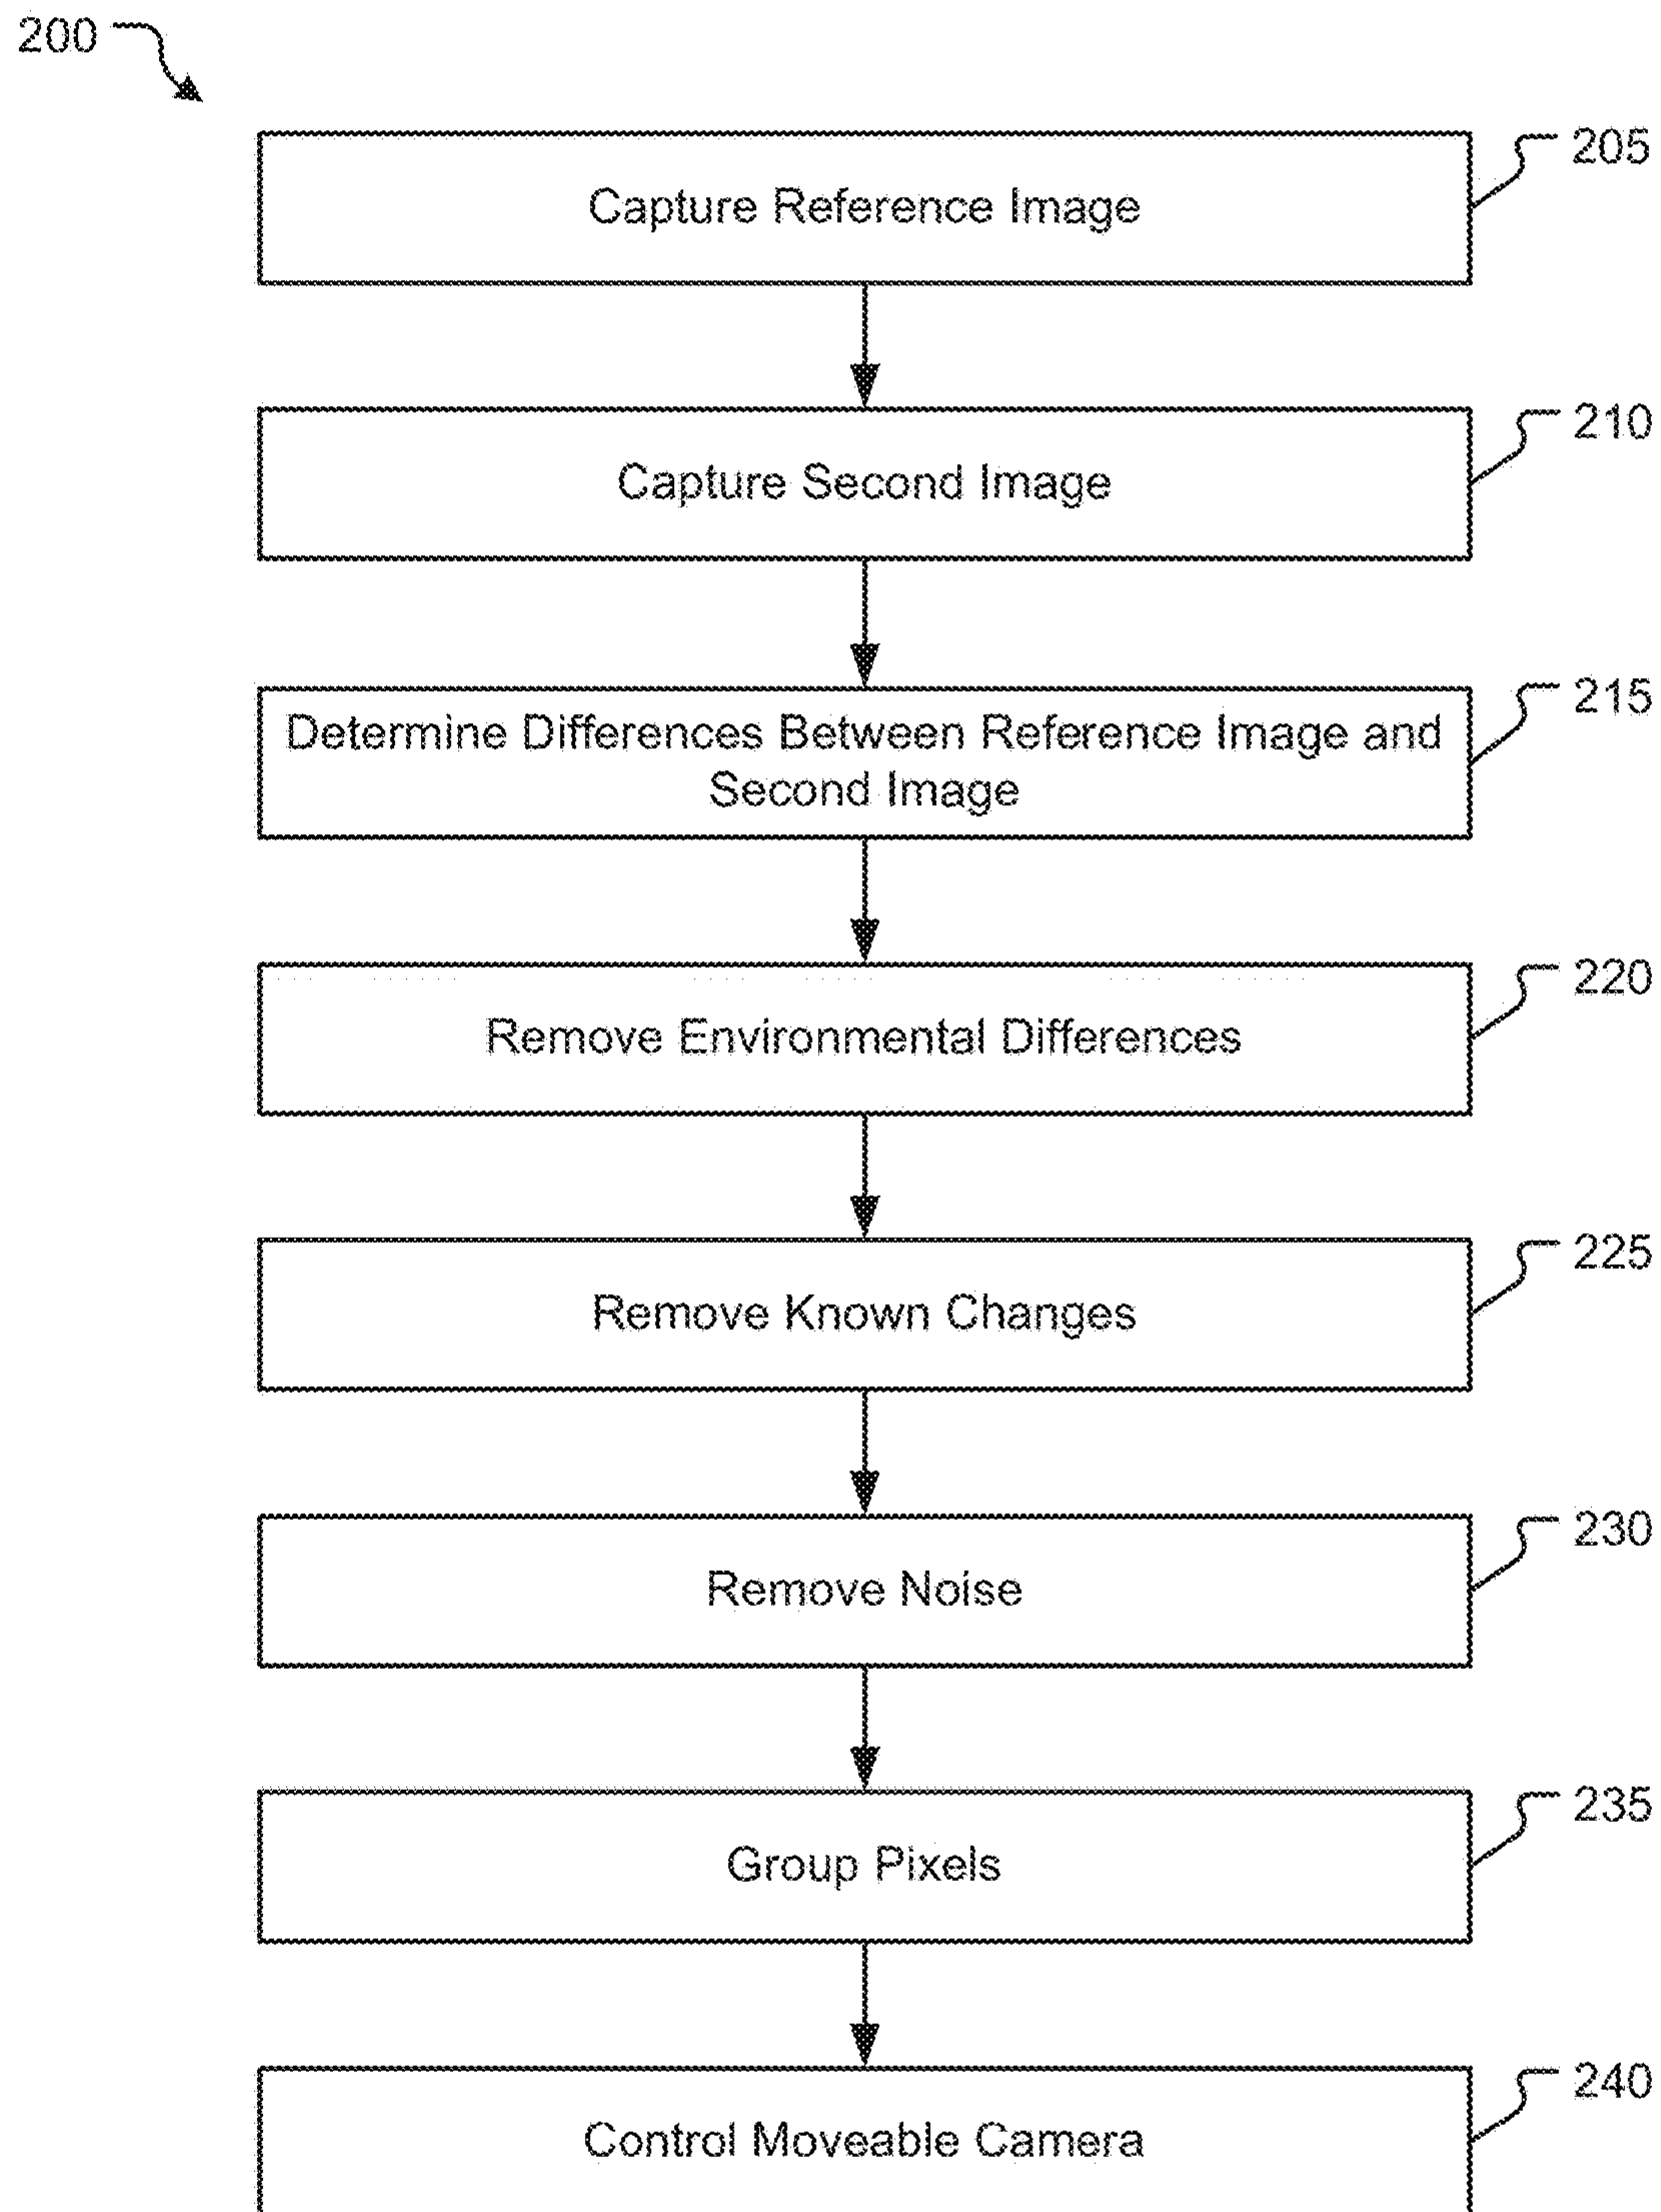 200
Capture Reference Image
205
Capture Second Image
210
Determine Differences Between Reference Image and
Second Image
215
Remove Environmental Differences
220
Remove Known Changes
225
Remove Noise
230
Group Pixels
235
Control Moveable Camera
240